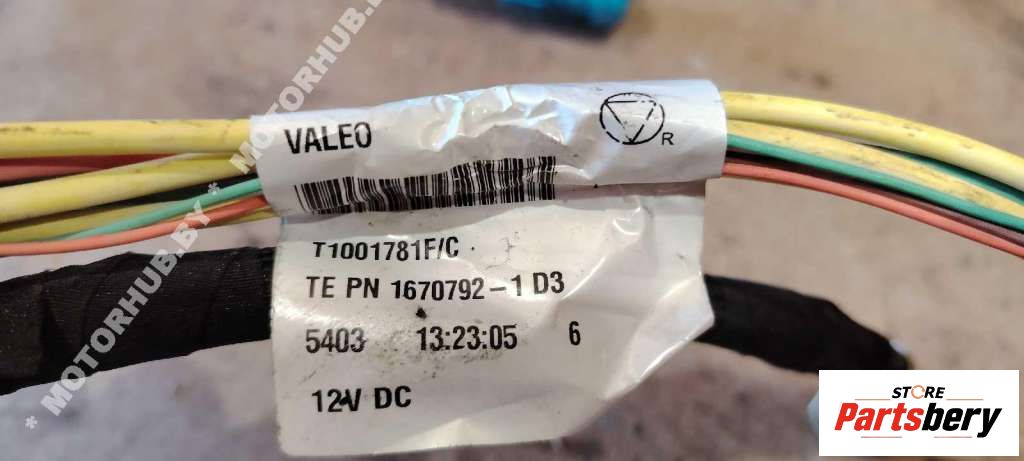 * MOTORHUB.BY * MOTORHUB.BY
VALEO
R
T1001781F/C
TE PN 1670792-1 D3
5403 13:23:05 6
12V DC
STORE
Partsbery